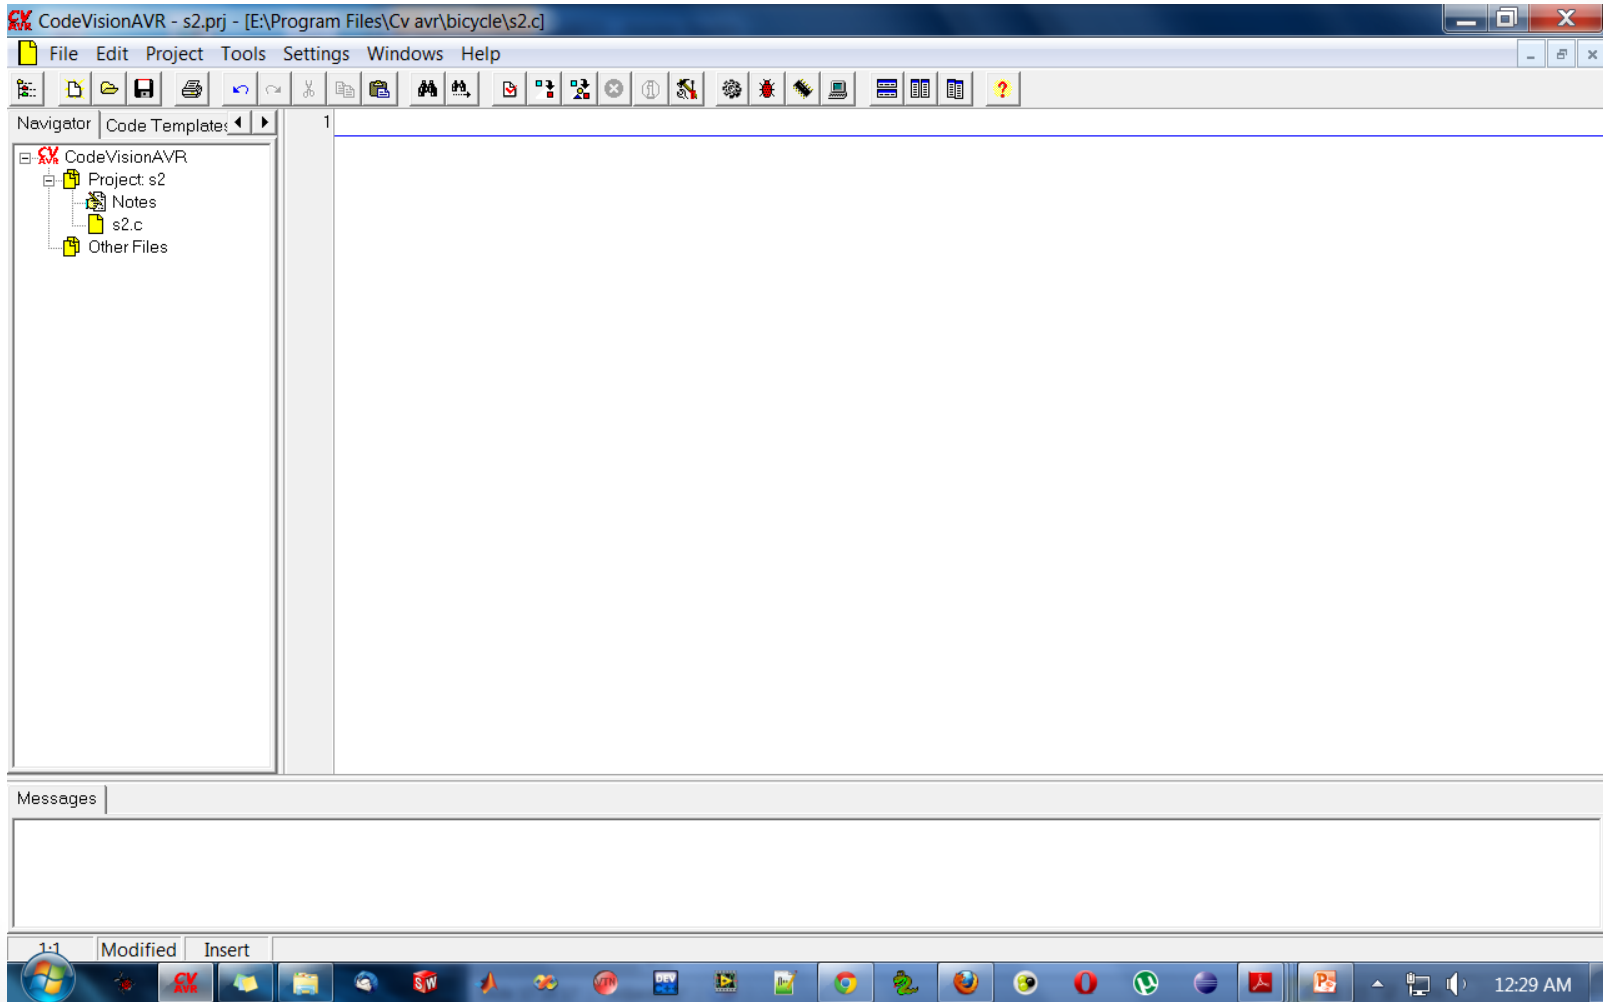 CodeVisionAVR - s2.prj - [E:\Program Files\Cv avr\bicycle\s2.c]
File Edit Project Tools Settings Windows Help
Navigator Code Templates
1
CodeVisionAVR
Project: s2
Notes
s2.c
Other Files
Messages
1:1 Modified Insert
12:29 AM